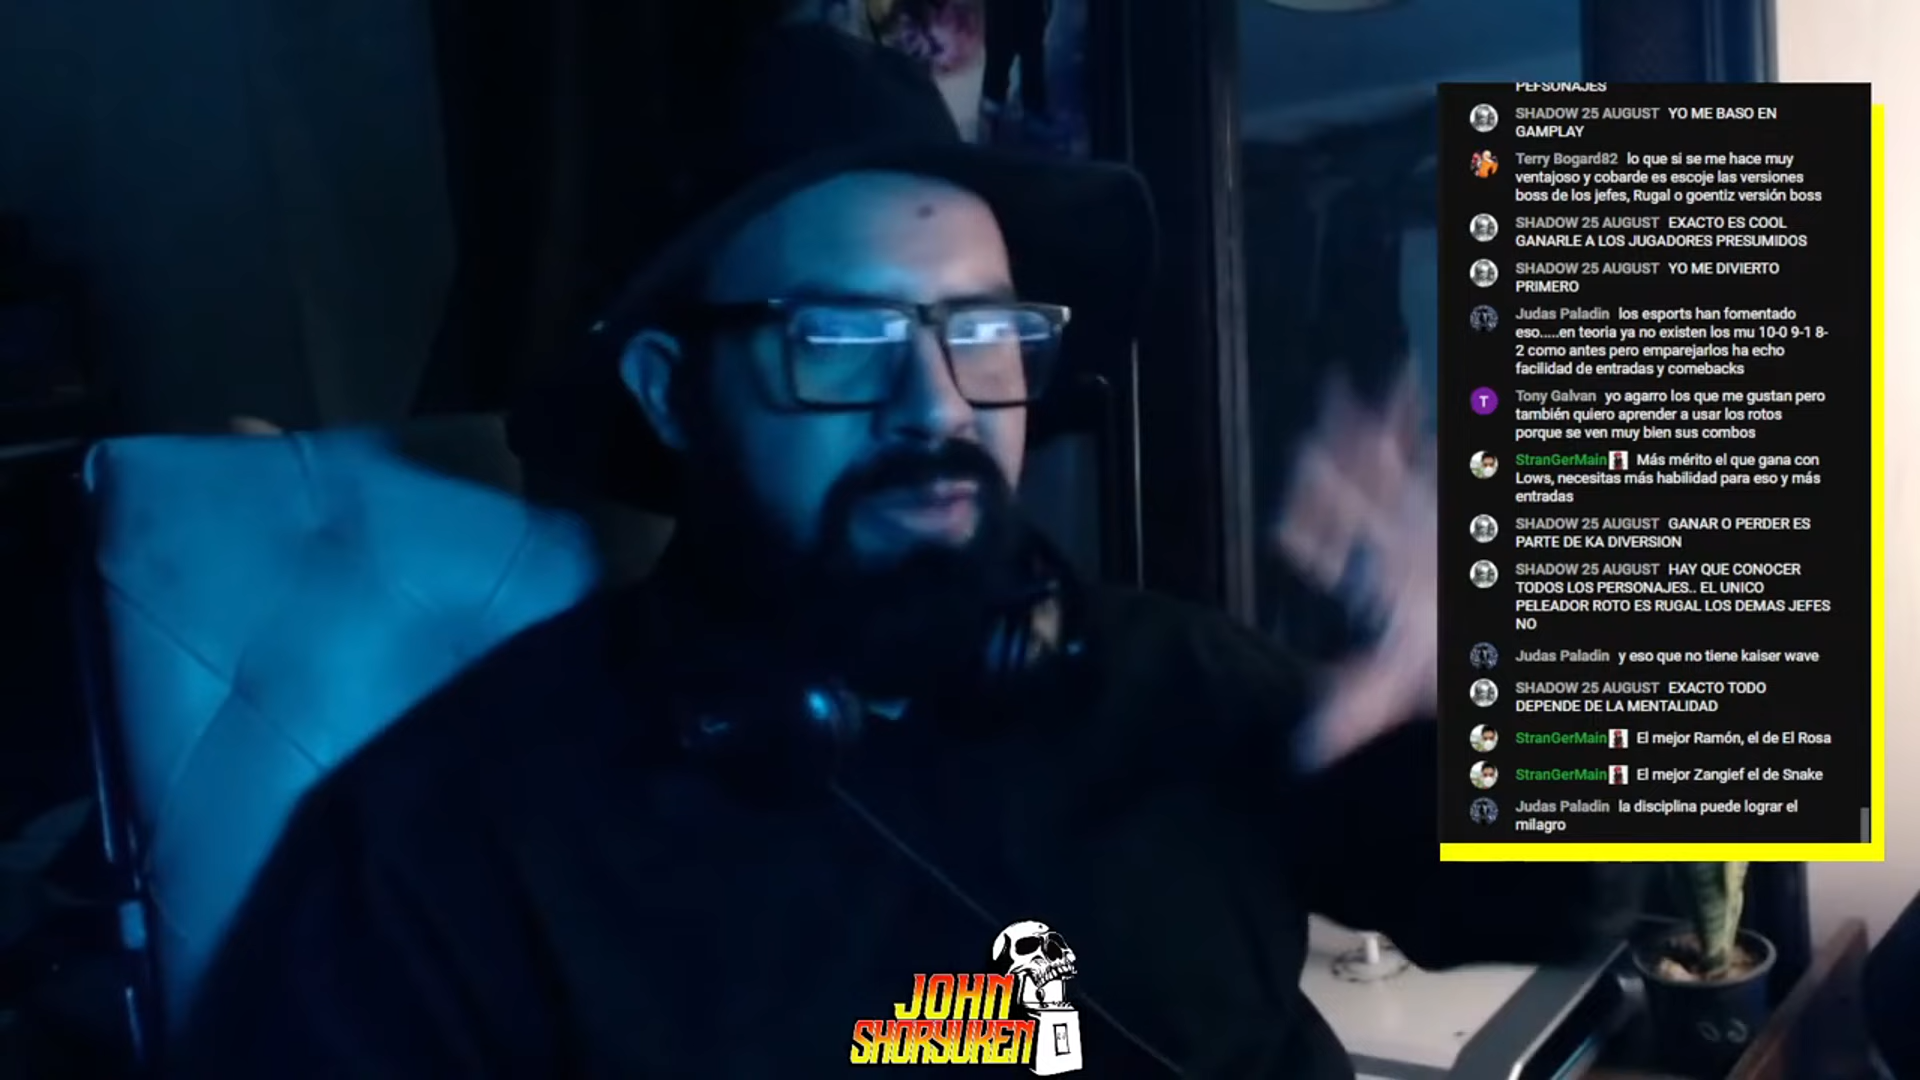 PEFSONAJES
SHADOW 25 AUGUST YO ME BASO EN
GAMPLAY
Terry Bogard82 lo que si se me hace muy
ventajoso y cobarde es escoje las versiones
boss de los jefes, Rugal o goentiz versión boss
SHADOW 25 AUGUST EXACTO ES COOL
GANARLE A LOS JUGADORES PRESUMIDOS
SHADOW 25 AUGUST YO ME DIVIERTO
PRIMERO
Judas Paladin los esports han fomentado
eso.....en teoria ya no existen los mu 10-0 9-1 8-
2 como antes pero emparejarlos ha echo
facilidad de entradas y comebacks
T
Tony Galvan yo agarro los que me gustan pero
también quiero aprender a usar los rotos
porque se ven muy bien sus combos
StranGerMain Más mérito el que gana con
Lows, necesitas más habilidad para eso y más
entradas
SHADOW 25 AUGUST GANAR O PERDER ES
PARTE DE KA DIVERSION
SHADOW 25 AUGUST HAY QUE CONOCER
TODOS LOS PERSONAJES.. EL UNICO
PELEADOR ROTO ES RUGAL LOS DEMAS JEFES
NO
Judas Paladin y eso que no tiene kaiser wave
SHADOW 25 AUGUST EXACTO TODO
DEPENDE DE LA MENTALIDAD
StranGerMain El mejor Ramón, el de El Rosa
StranGerMain El mejor Zangief el de Snake
Judas Paladin la disciplina puede lograr el
milagro
JOHN
SHORYUKEN